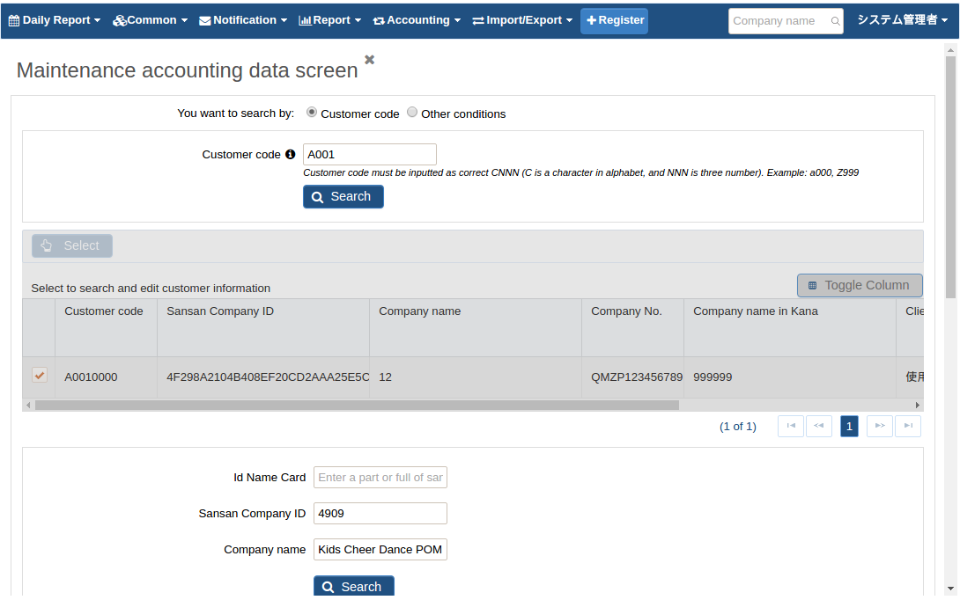 Daily Report Common Notification Report Accounting Import/Export Register Company name システム管理者
Maintenance accounting data screen
You want to search by: Customer code Other conditions
Customer code A001
Customer code must be inputted as correct CNNN (C is a character in alphabet, and NNN is three number). Example: a000, Z999
Search
Select
Select to search and edit customer information Toggle Column
Customer code Sansan Company ID Company name Company No. Company name in Kana Clie
A0010000 4F298A2104B408EF20CD2AAA25E5C 12 QMZP123456789 999999 使用
(1 of 1) 1
Id Name Card Enter a part or full of sar
Sansan Company ID 4909
Company name Kids Cheer Dance POM
Search